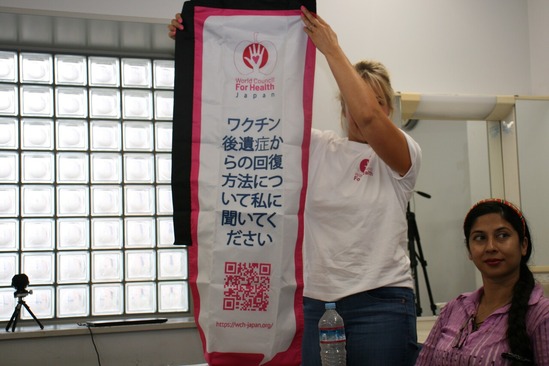 World Council
For Health
Japan
ワクチン
後遺症か
らの回復
方法につ
いて私に
聞いてく
ださい
https://wch-japan.org/